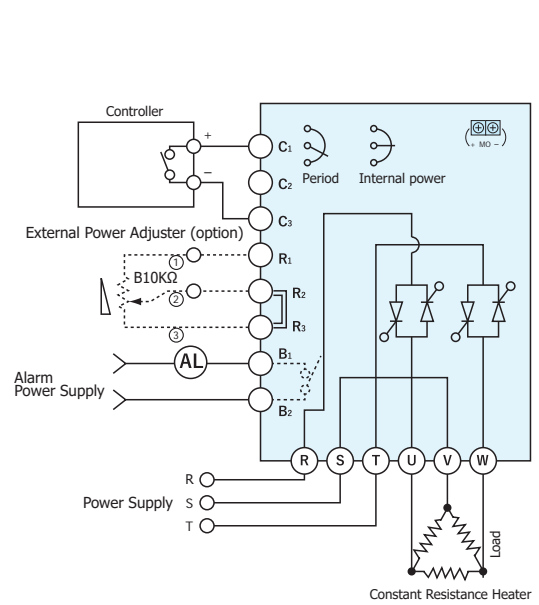 Controller
+
−
C1
C2
C3
Period
Internal power
+ MO −
External Power Adjuster (option)
R1
1
B10KΩ
2
R2
3
R3
AL
B1
Alarm
Power Supply
B2
R S T U V W
R
Power Supply S
T
Load
Constant Resistance Heater